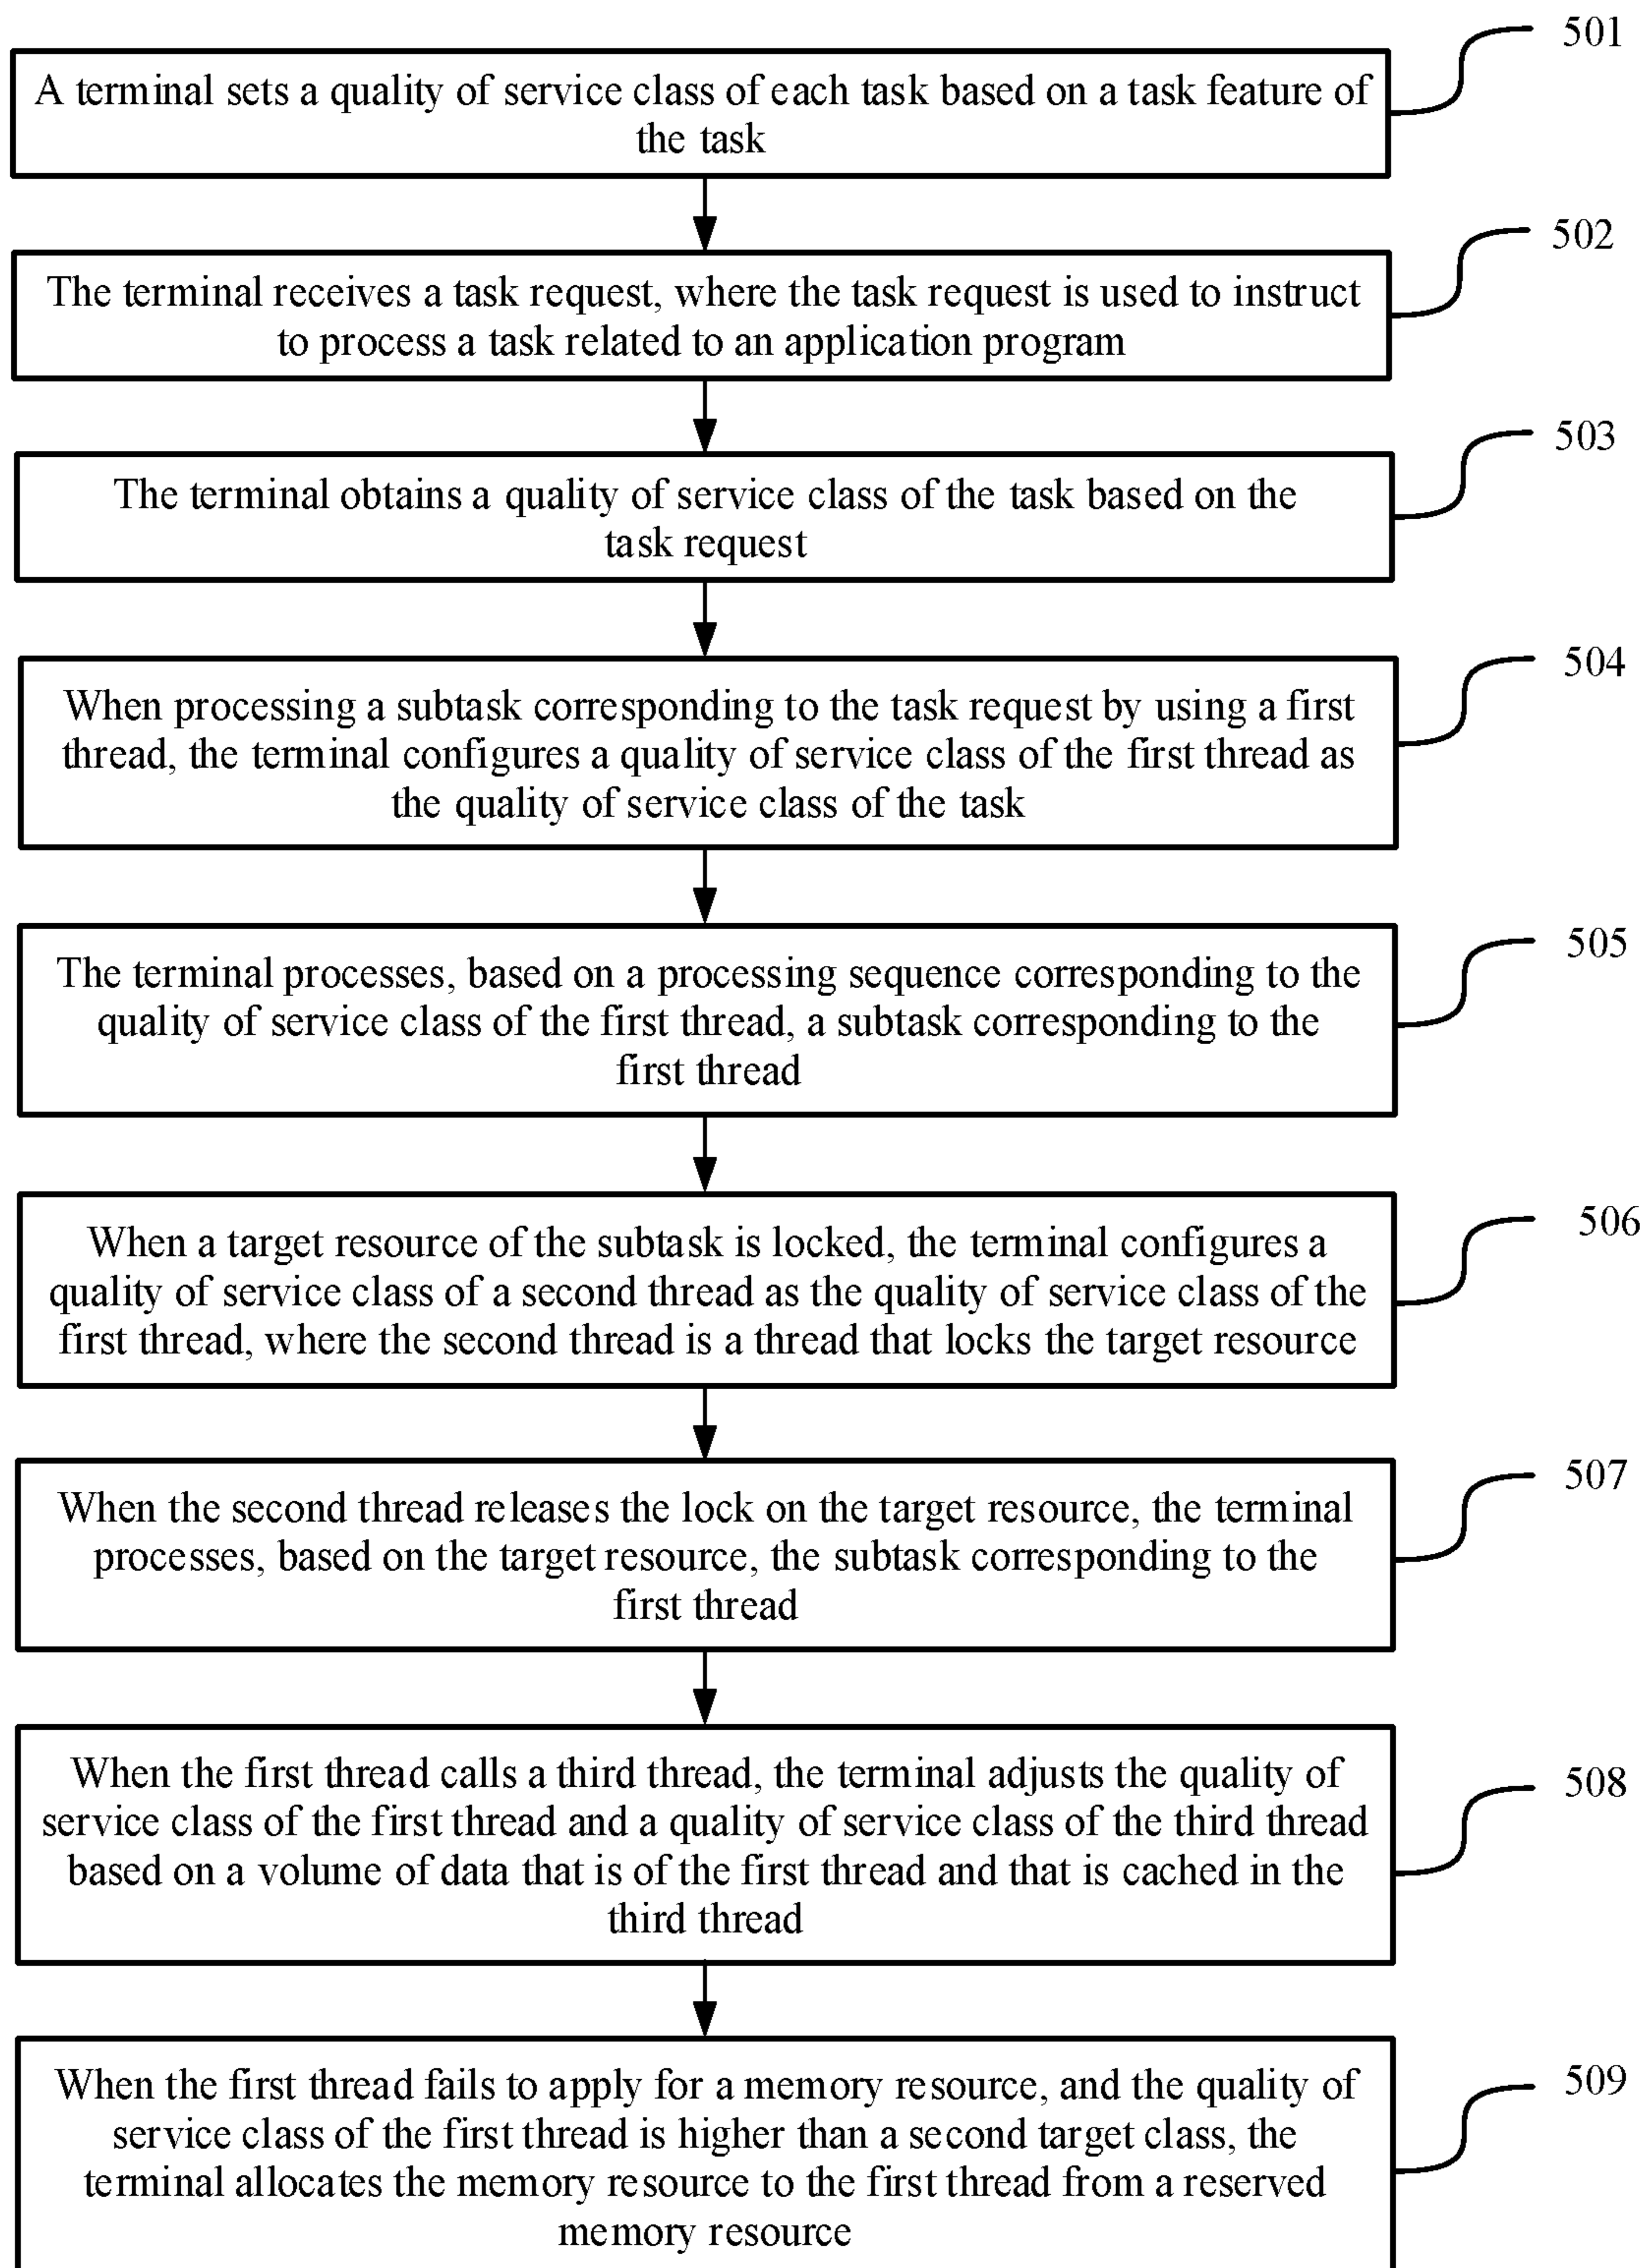 501
A terminal sets a quality of service class of each task based on a task feature of
the task
502
The terminal receives a task request, where the task request is used to instruct
to process a task related to an application program
503
The terminal obtains a quality of service class of the task based on the
task request
504
When processing a subtask corresponding to the task request by using a first
thread, the terminal configures a quality of service class of the first thread as
the quality of service class of the task
505
The terminal processes, based on a processing sequence corresponding to the
quality of service class of the first thread, a subtask corresponding to the
first thread
506
When a target resource of the subtask is locked, the terminal configures a
quality of service class of a second thread as the quality of service class of the
first thread, where the second thread is a thread that locks the target resource
507
When the second thread releases the lock on the target resource, the terminal
processes, based on the target resource, the subtask corresponding to the
first thread
508
When the first thread calls a third thread, the terminal adjusts the quality of
service class of the first thread and a quality of service class of the third thread
based on a volume of data that is of the first thread and that is cached in the
third thread
509
When the first thread fails to apply for a memory resource, and the quality of
service class of the first thread is higher than a second target class, the
terminal allocates the memory resource to the first thread from a reserved
memory resource